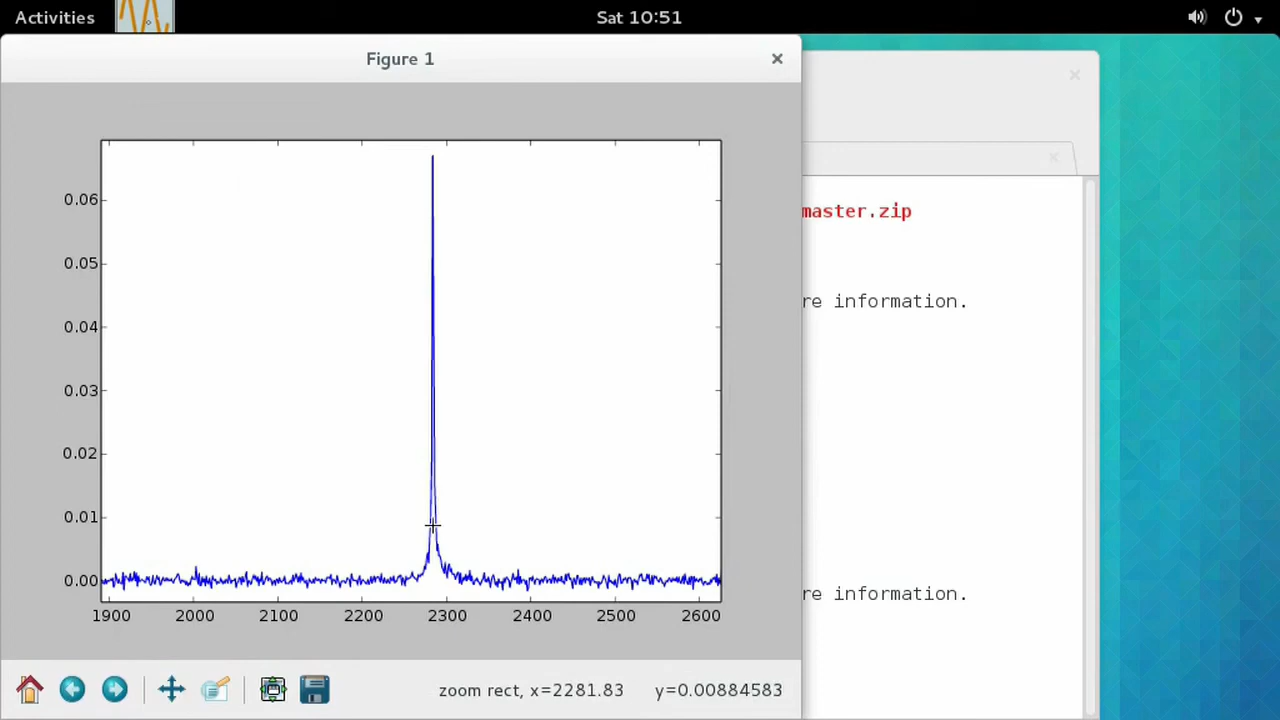 Activities
Sat 10:51
Figure 1
0.06
0.05
0.04
0.03
0.02
0.01
0.00
1900 2000 2100 2200 2300 2400 2500 2600
zoom rect, x=2281.83 y=0.00884583
master.zip
re information.
re information.